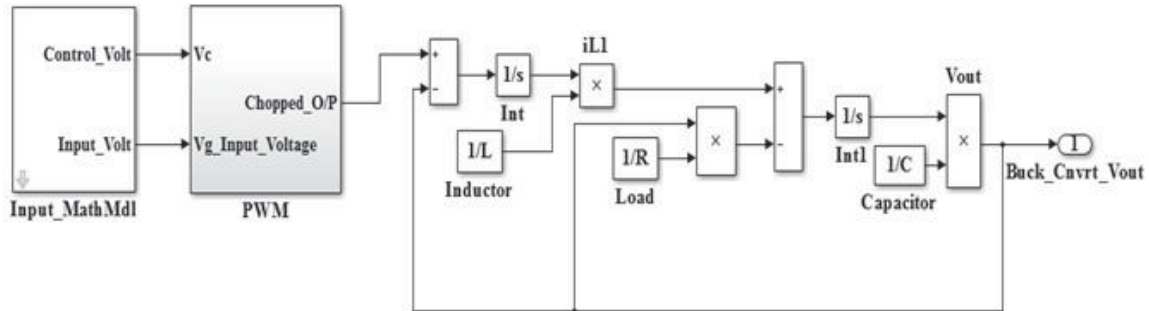 Control_Volt
Input_Volt
Input_MathMdl
Vc
Chopped_O/P
Vg_Input_Voltage
PWM
+
−
1/s
Int
iL1
×
1/L
Inductor
1/R
Load
×
+
−
1/s
Int1
Vout
×
1/C
Capacitor
1
Buck_Cnvrt_Vout